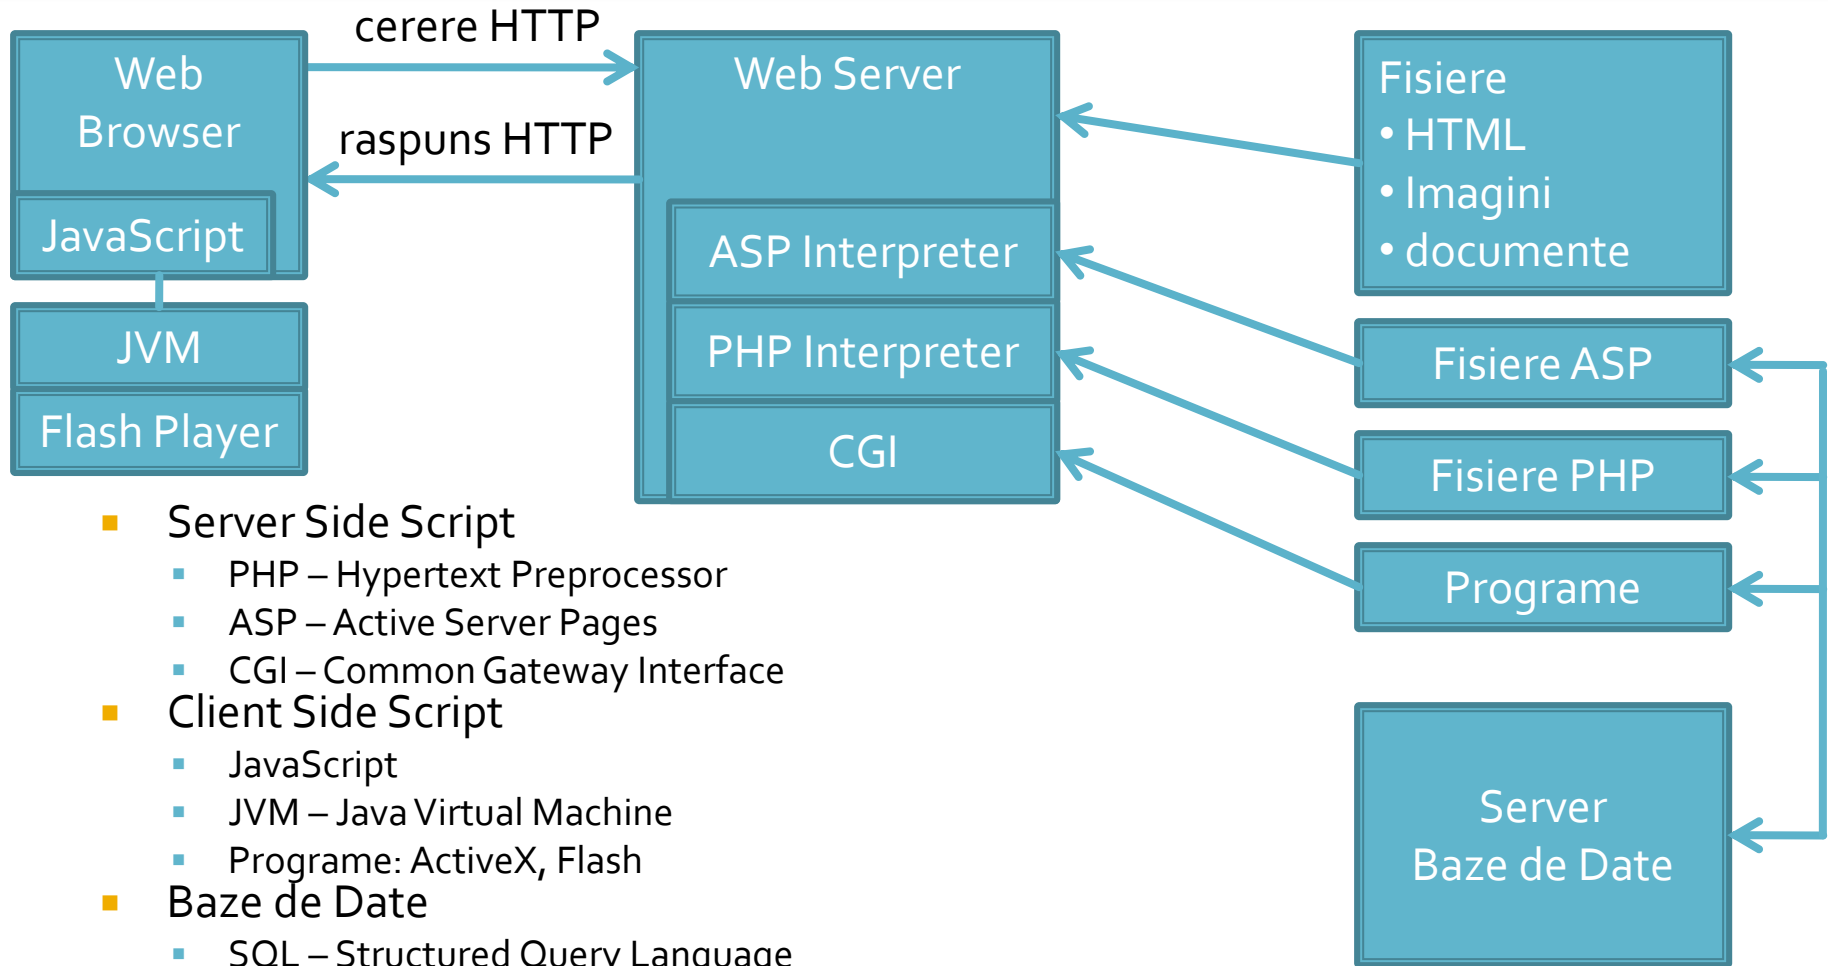 cerere HTTP
raspuns HTTP
Web
Browser
JavaScript
JVM
Flash Player
Web Server
ASP Interpreter
PHP Interpreter
CGI
Fisiere
• HTML
• Imagini
• documente
Fisiere ASP
Fisiere PHP
Programe
Server
Baze de Date
▪ Server Side Script
▪ PHP – Hypertext Preprocessor
▪ ASP – Active Server Pages
▪ CGI – Common Gateway Interface
▪ Client Side Script
▪ JavaScript
▪ JVM – Java Virtual Machine
▪ Programe: ActiveX, Flash
▪ Baze de Date
▪ SQL – Structured Query Language